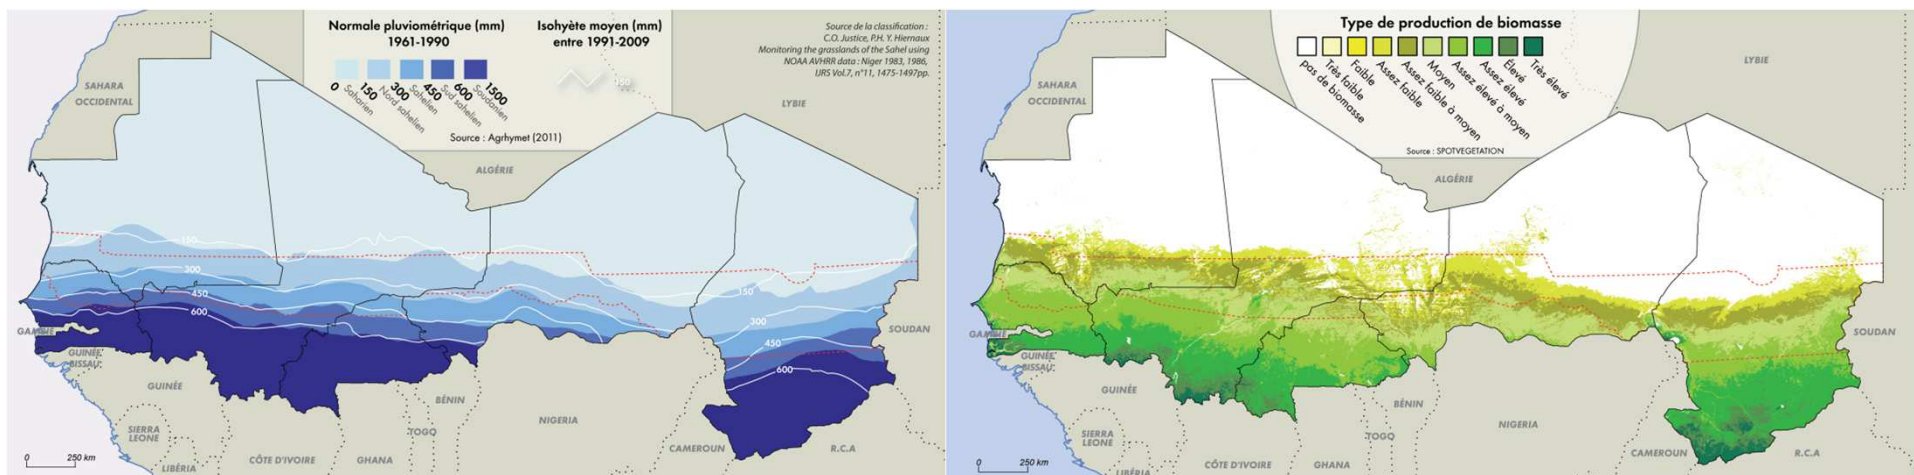 Normale pluviométrique (mm)
1961-1990
0
150
300
450
600
1500
Saharien
Nord sahelien
Sahelien
Sud sahelien
Soudanien
Isohyète moyen (mm)
entre 1991-2009
Source : Agrhymet (2011)
Source de la classification :
C.O. Justice, P.H. Y. Hiernaux
Monitoring the grasslands of the Sahel using
NOAA AVHRR data : Niger 1983, 1986,
IJRS Vol.7, n°11, 1475-1497pp.
SAHARA
OCCIDENTAL
ALGÉRIE
LYBIE
150
300
450
600
150
300
450
600
SOUDAN
GAMBIE
GUINÉE
BISSAU
GUINÉE
SIERRA
LEONE
LIBÉRIA
CÔTE D'IVOIRE
GHANA
TOGO
BÉNIN
NIGERIA
CAMEROUN
R.C.A
0 250 km
Type de production de biomasse
pas de biomasse
Très faible
Faible
Assez faible
Assez faible à moyen
Moyen
Assez élevé à moyen
Assez élevé
Élevé
Très élevé
Source : SPOTVEGETATION
SAHARA
OCCIDENTAL
ALGÉRIE
LYBIE
SOUDAN
GAMBIE
GUINÉE
BISSAU
GUINÉE
SIERRA
LEONE
LIBÉRIA
CÔTE D'IVOIRE
GHANA
TOGO
BÉNIN
NIGERIA
CAMEROUN
R.C.A
0 250 km